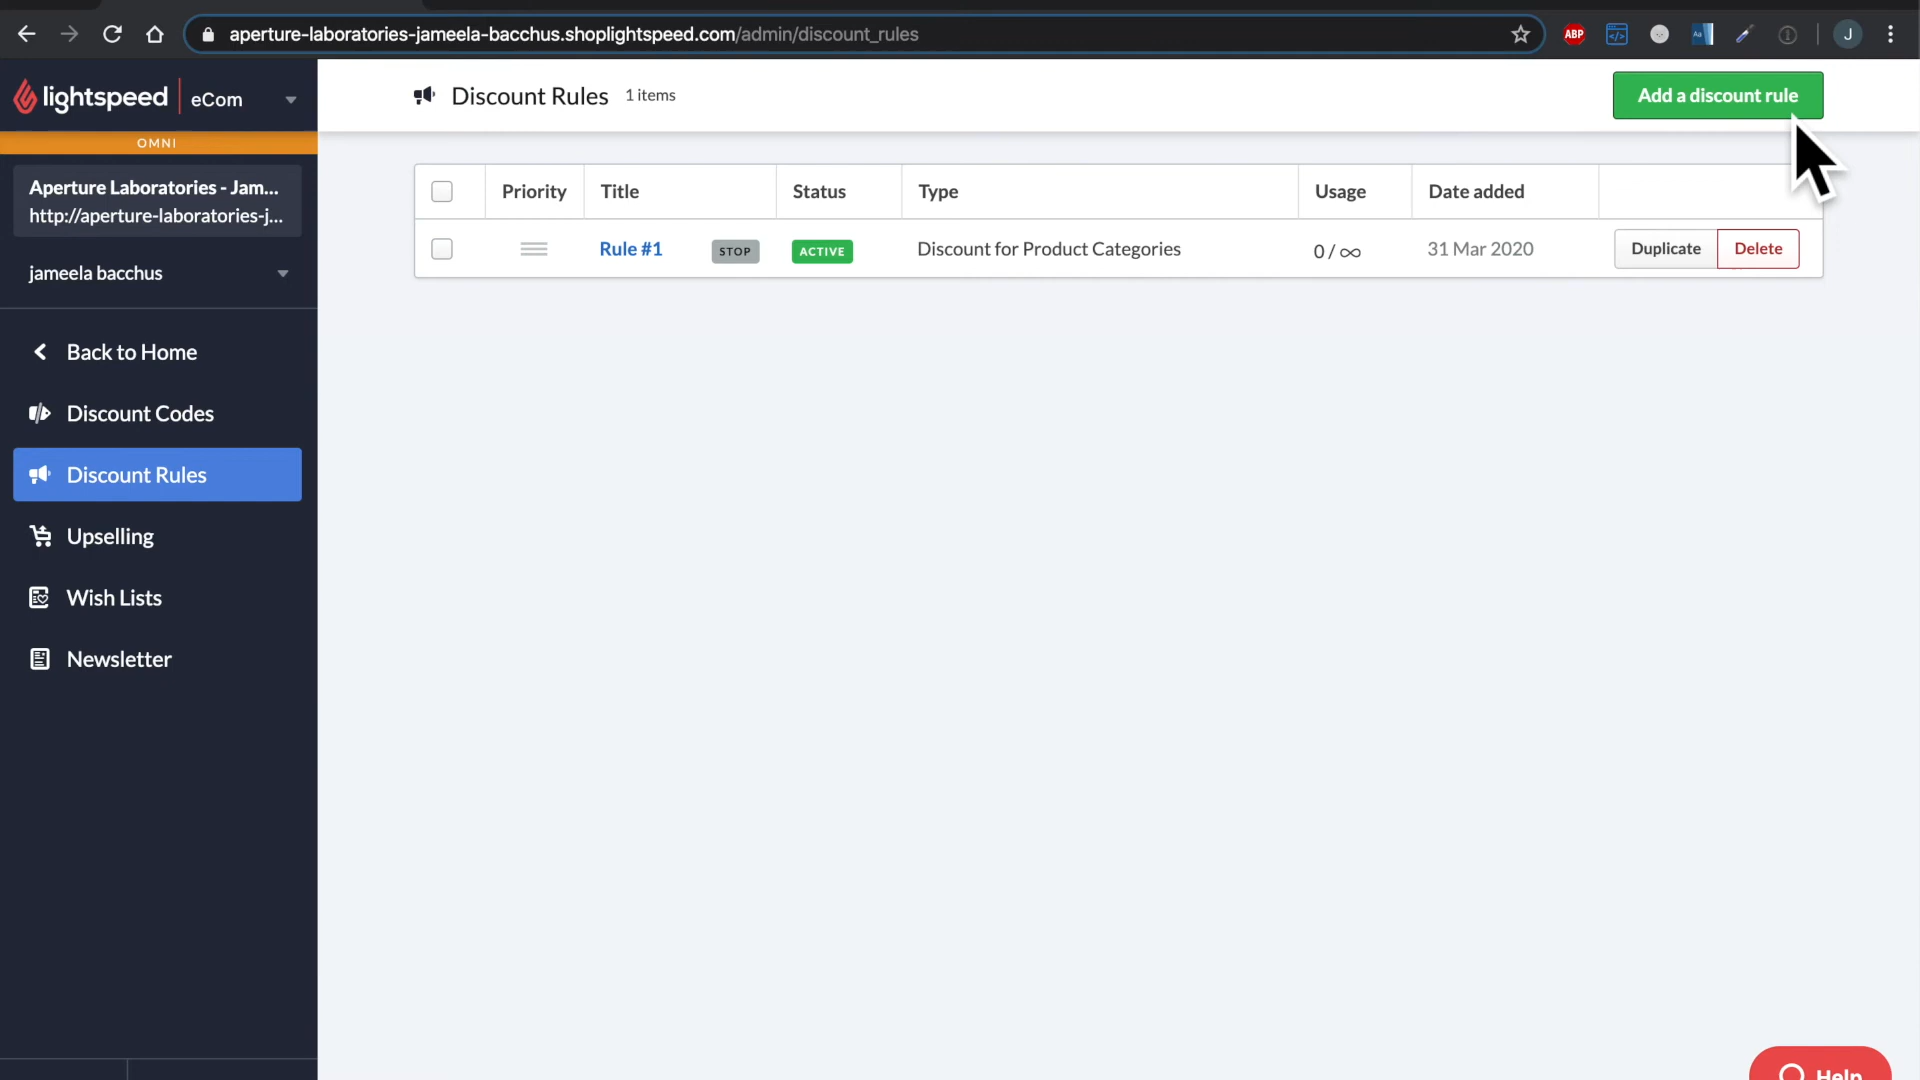 aperture-laboratories-jameela-bacchus.shoplightspeed.com/admin/discount_rules
ABP
Aa
J
lightspeed | eCom
Discount Rules 1 items
Add a discount rule
OMNI
Aperture Laboratories - Jam...
http://aperture-laboratories-j...
jameela bacchus
Priority Title Status Type Usage Date added
Rule #1 STOP ACTIVE Discount for Product Categories 0 / ∞ 31 Mar 2020 Duplicate Delete
Back to Home
Discount Codes
Discount Rules
Upselling
Wish Lists
Newsletter
Help